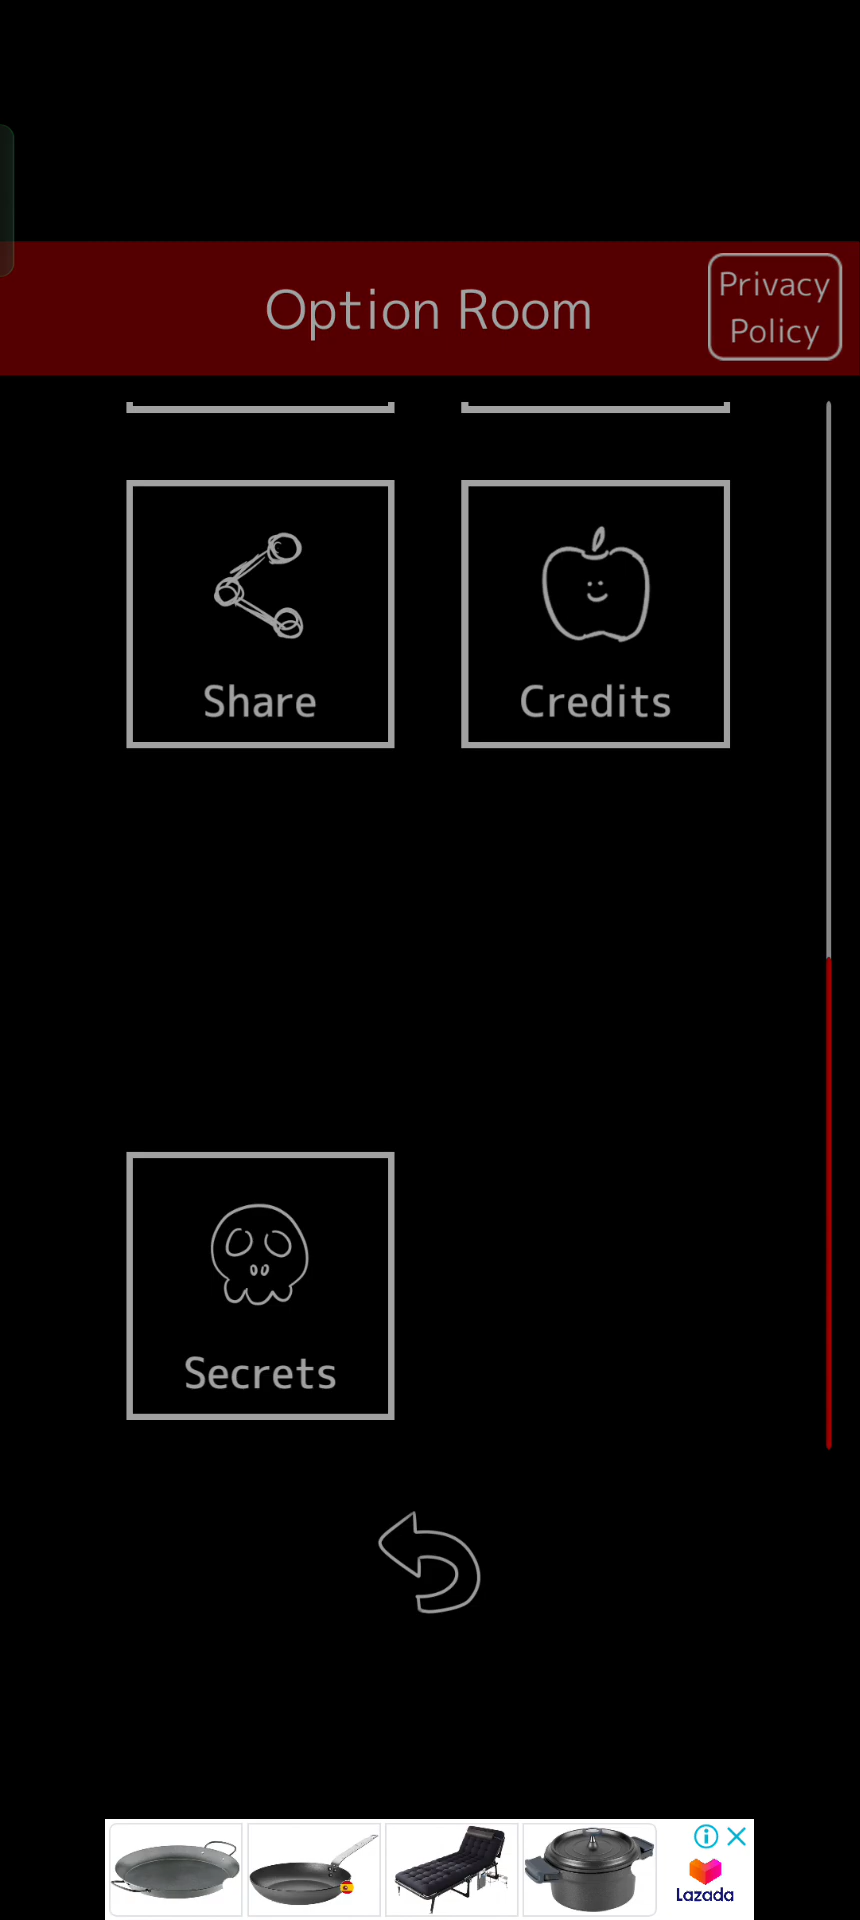 Option Room
Privacy
Policy
Share
Credits
Secrets
Lazada